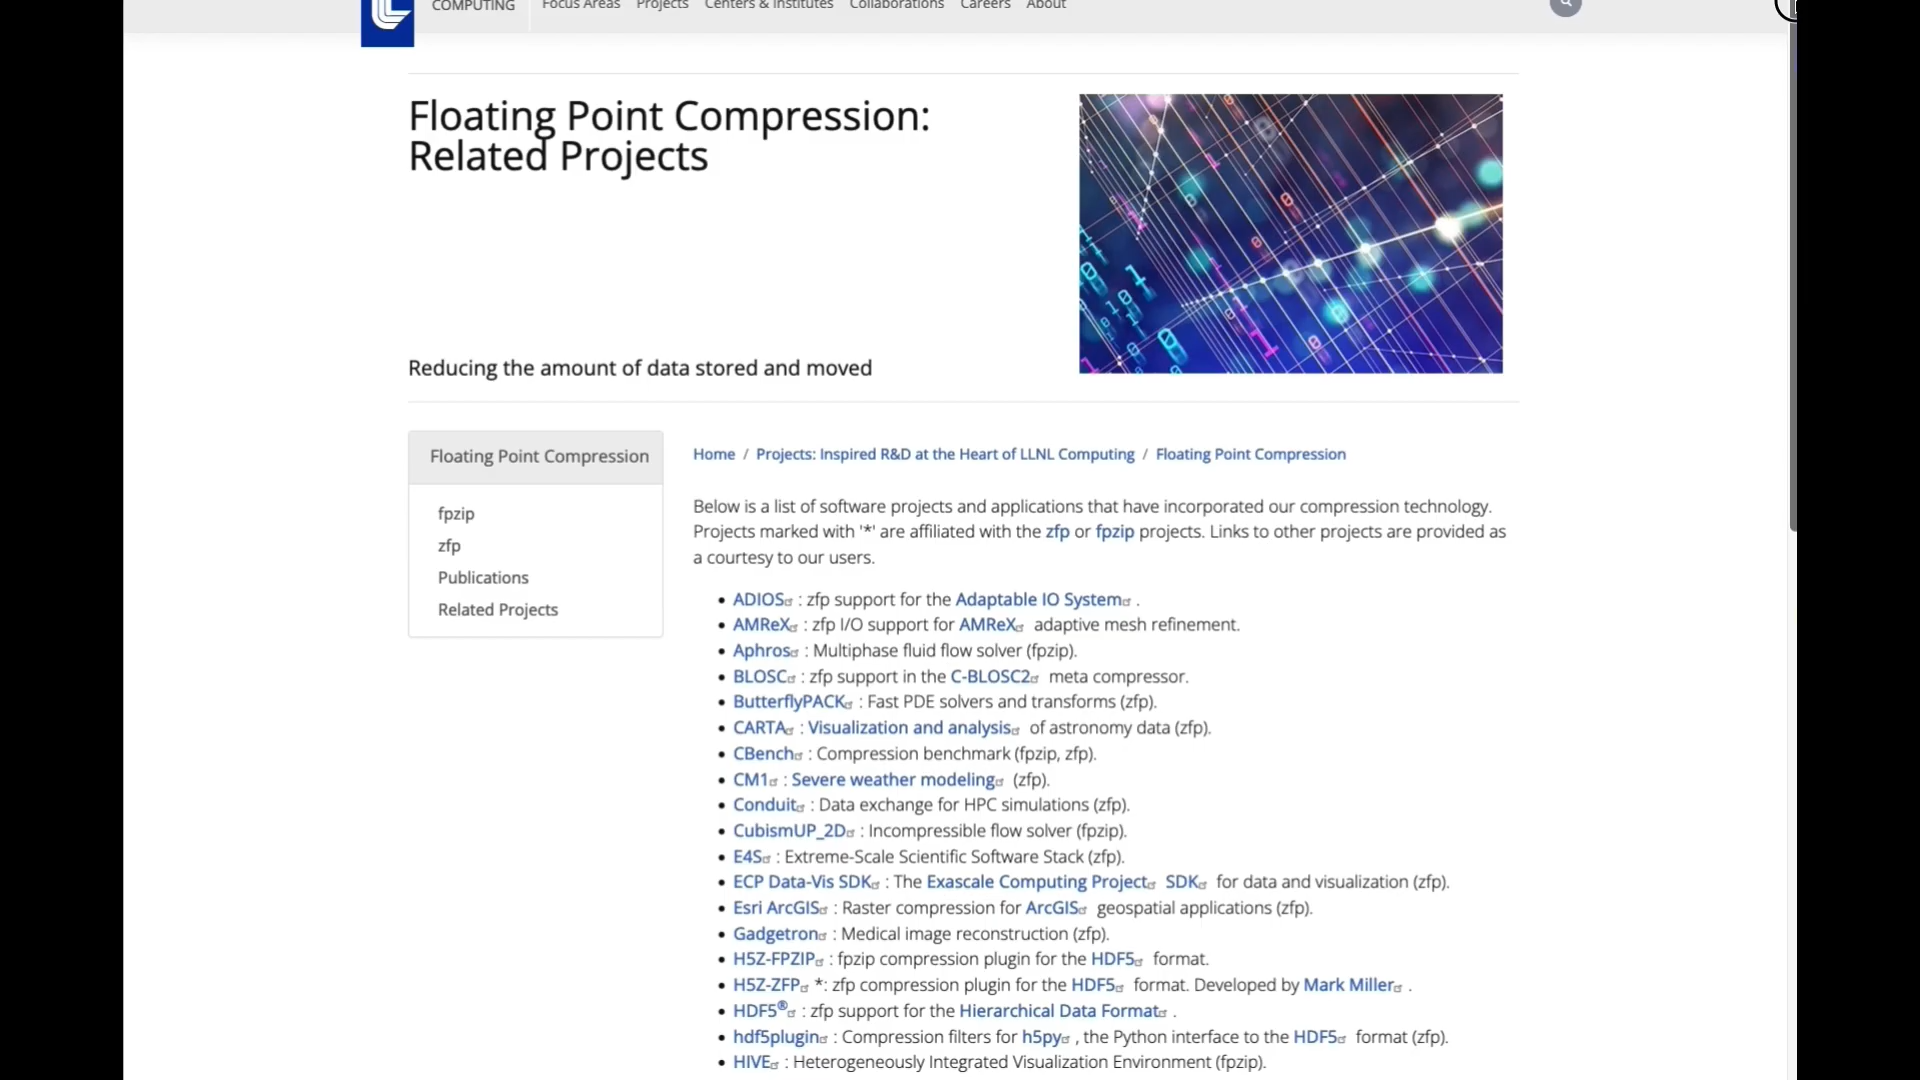 COMPUTING
Focus Areas Projects Centers & Institutes Collaborations Careers About
Floating Point Compression:
Related Projects
Reducing the amount of data stored and moved
Floating Point Compression
fpzip
zfp
Publications
Related Projects
Home / Projects: Inspired R&D at the Heart of LLNL Computing / Floating Point Compression
Below is a list of software projects and applications that have incorporated our compression technology.
Projects marked with '*' are affiliated with the zfp or fpzip projects. Links to other projects are provided as
a courtesy to our users.
• ADIOS : zfp support for the Adaptable IO System .
• AMReX : zfp I/O support for AMReX adaptive mesh refinement.
• Aphros : Multiphase fluid flow solver (fpzip).
• BLOSC : zfp support in the C-BLOSC2 meta compressor.
• ButterflyPACK : Fast PDE solvers and transforms (zfp).
• CARTA : Visualization and analysis of astronomy data (zfp).
• CBench : Compression benchmark (fpzip, zfp).
• CM1 : Severe weather modeling (zfp).
• Conduit : Data exchange for HPC simulations (zfp).
• CubismUP_2D : Incompressible flow solver (fpzip).
• E4S : Extreme-Scale Scientific Software Stack (zfp).
• ECP Data-Vis SDK : The Exascale Computing Project SDK for data and visualization (zfp).
• Esri ArcGIS : Raster compression for ArcGIS geospatial applications (zfp).
• Gadgetron : Medical image reconstruction (zfp).
• H5Z-FPZIP : fpzip compression plugin for the HDF5 format.
• H5Z-ZFP *: zfp compression plugin for the HDF5 format. Developed by Mark Miller .
• HDF5® : zfp support for the Hierarchical Data Format .
• hdf5plugin : Compression filters for h5py , the Python interface to the HDF5 format (zfp).
• HIVE : Heterogeneously Integrated Visualization Environment (fpzip).